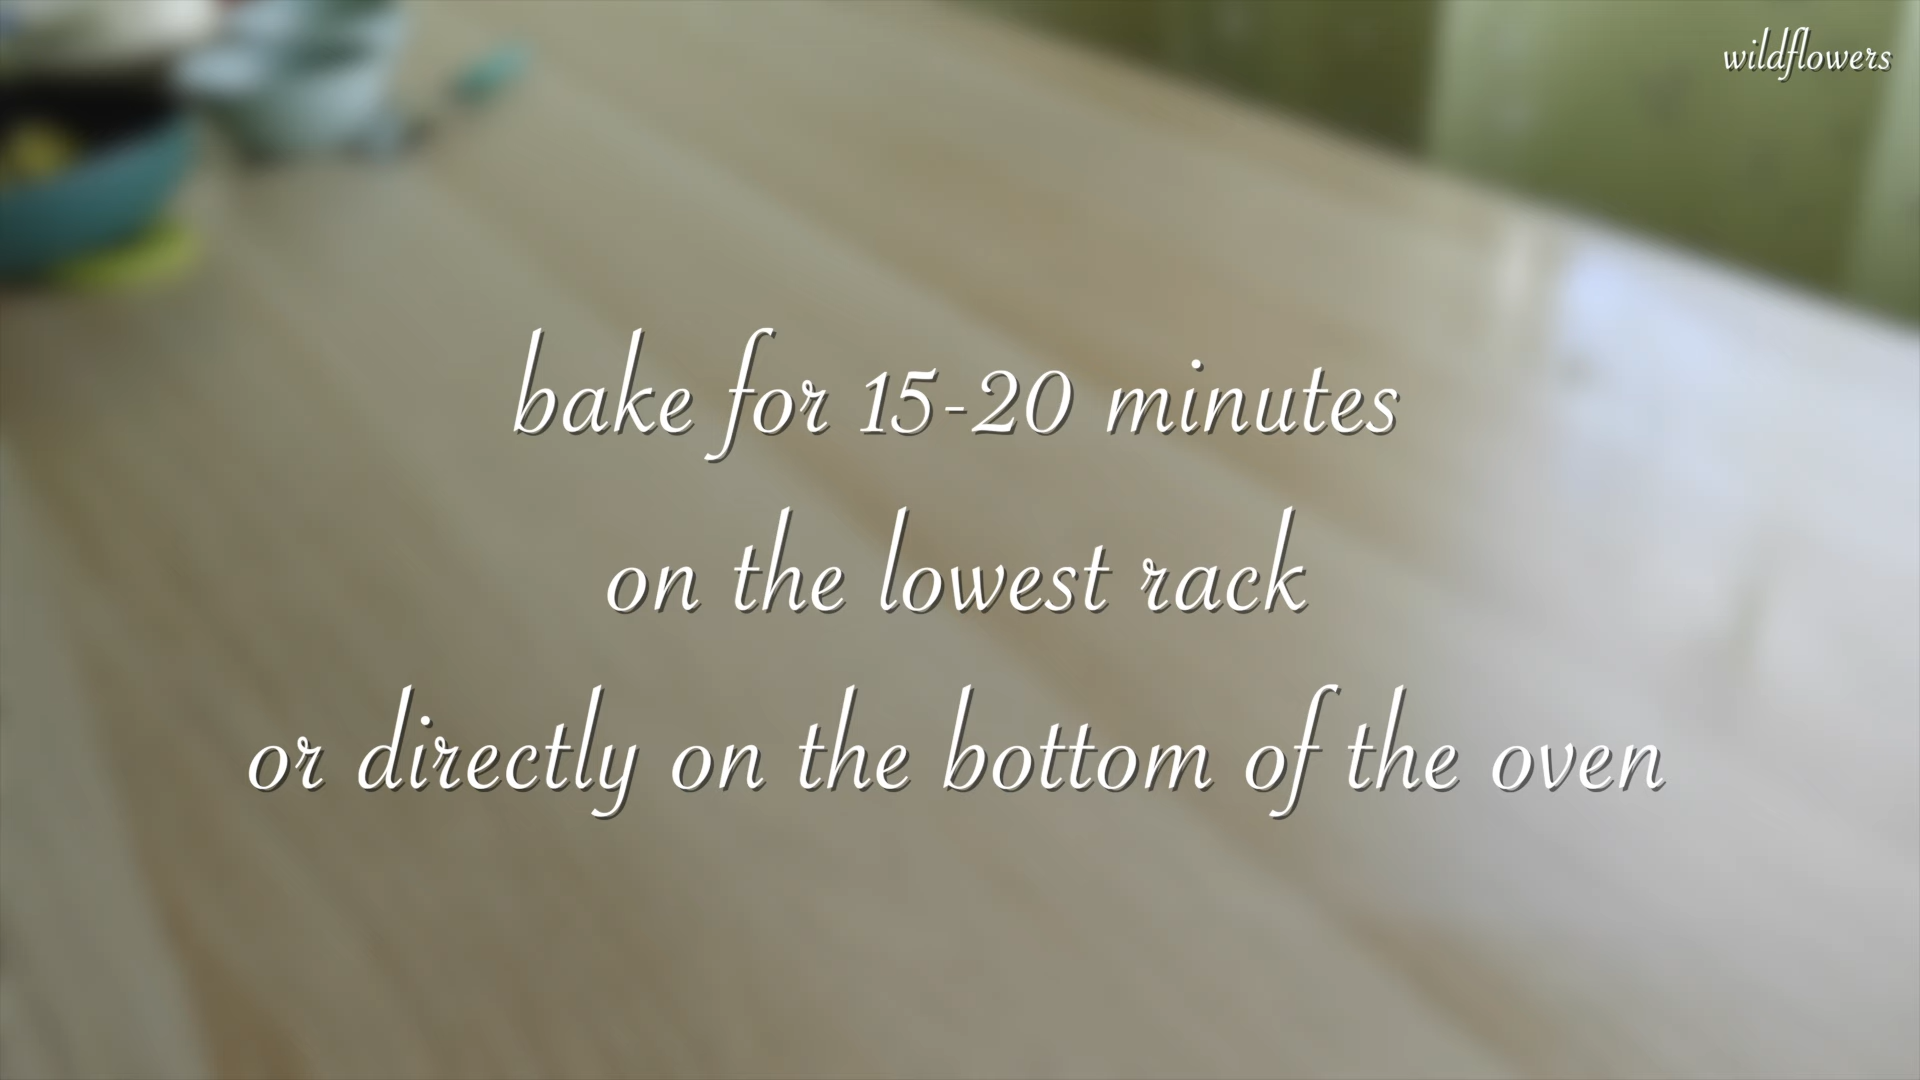 wildflowers
bake for 15-20 minutes
on the lowest rack
or directly on the bottom of the oven